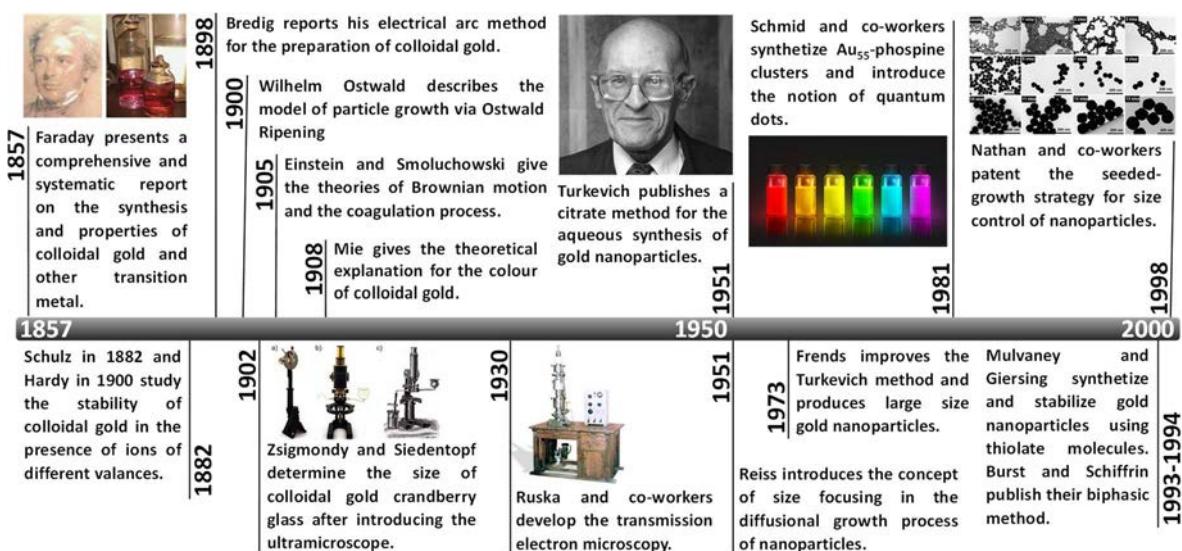 1857
Faraday presents a
comprehensive and
systematic report
on the synthesis
and properties of
colloidal gold and
other transition
metal.
1898
Bredig reports his electrical arc method
for the preparation of colloidal gold.
1900
Wilhelm Ostwald describes the
model of particle growth via Ostwald
Ripening
1905
Einstein and Smoluchowski give
the theories of Brownian motion
and the coagulation process.
1908
Mie gives the theoretical
explanation for the colour
of colloidal gold.
Turkevich publishes a
citrate method for the
aqueous synthesis of
gold nanoparticles.
1951
Schmid and co-workers
synthetize Au₅₅-phospine
clusters and introduce
the notion of quantum
dots.
1981
Nathan and co-workers
patent the seeded-
growth strategy for size
control of nanoparticles.
1998
1857 1950 2000
Schulz in 1882 and
Hardy in 1900 study
the stability of
colloidal gold in the
presence of ions of
different valances.
1882
1902
a) b) c)
Zsigmondy and Siedentopf
determine the size of
colloidal gold crandberry
glass after introducing the
ultramicroscope.
1930
Ruska and co-workers
develop the transmission
electron microscopy.
1951
Reiss introduces the concept
of size focusing in the
diffusional growth process
of nanoparticles.
1973
Frends improves the
Turkevich method and
produces large size
gold nanoparticles.
Mulvaney and
Giersing synthetize
and stabilize gold
nanoparticles using
thiolate molecules.
Burst and Schiffrin
publish their biphasic
method.
1993-1994